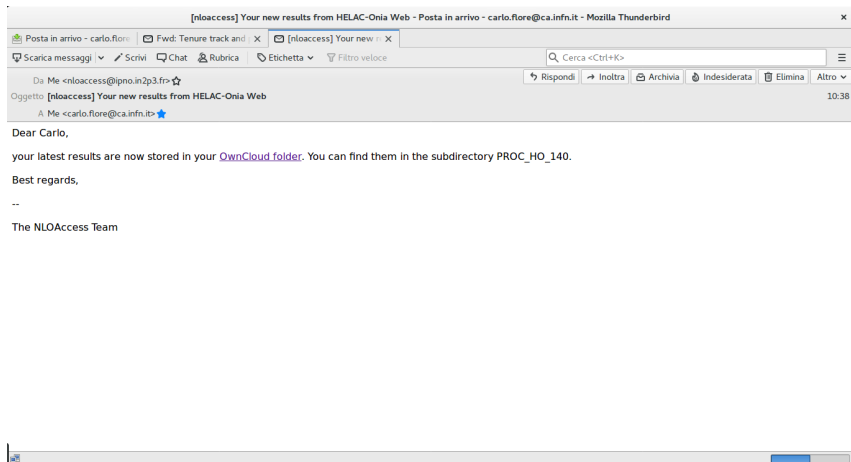 [nloaccess] Your new results from HELAC-Onia Web - Posta in arrivo - carlo.flore@ca.infn.it - Mozilla Thunderbird
Posta in arrivo - carlo.flore Fwd: Tenure track and [nloaccess] Your new
Scarica messaggi Scrivi Chat Rubrica Etichetta Filtro veloce Cerca <Ctrl+K>
Da Me <nloaccess@ipno.in2p3.fr> Rispondi Inoltra Archivia Indesiderata Elimina Altro
Oggetto [nloaccess] Your new results from HELAC-Onia Web 10:38
A Me <carlo.flore@ca.infn.it>
Dear Carlo,
your latest results are now stored in your OwnCloud folder. You can find them in the subdirectory PROC_HO_140.
Best regards,
--
The NLOAccess Team